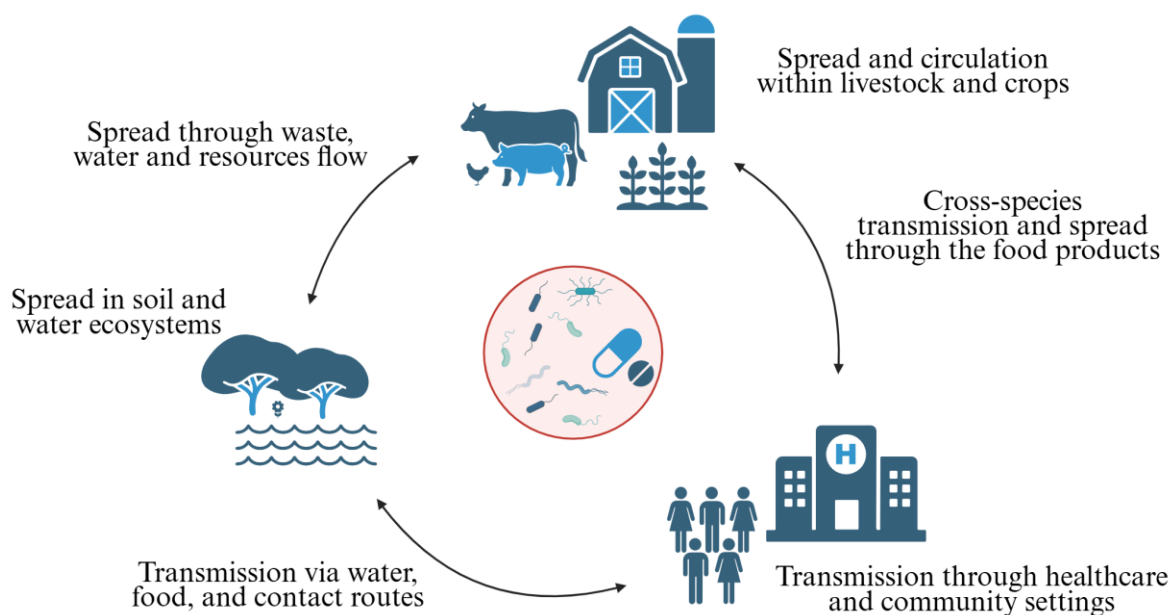 Spread and circulation
within livestock and crops
Spread through waste,
water and resources flow
Cross-species
transmission and spread
through the food products
Spread in soil and
water ecosystems
H
Transmission via water,
food, and contact routes
Transmission through healthcare
and community settings